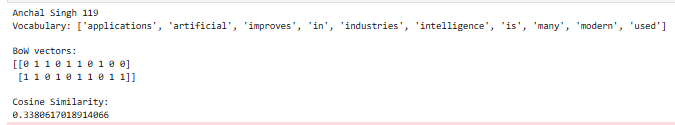 Anchal Singh 119
Vocabulary: ['applications', 'artificial', 'improves', 'in', 'industries', 'intelligence', 'is', 'many', 'modern', 'used']
BoW vectors:
[[0 1 1 0 1 1 0 1 0 0]
[1 1 0 1 0 1 1 0 1 1]]
Cosine Similarity:
0.3380617018914066